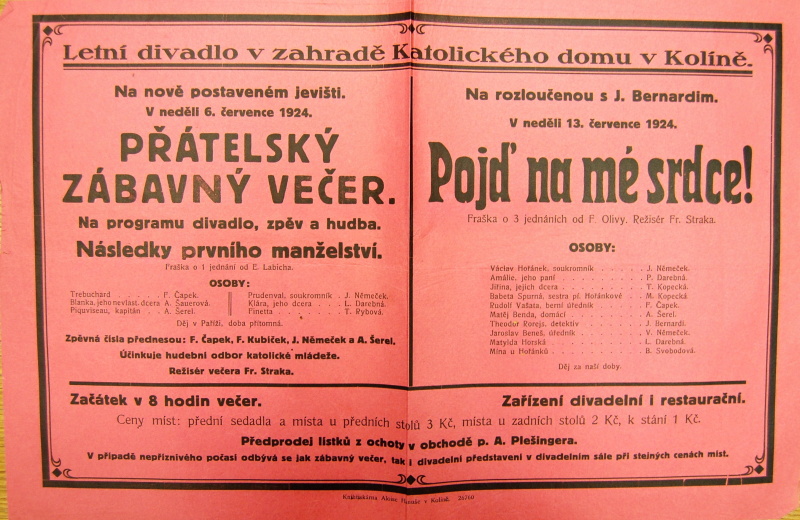 Letní divadlo v zahradě Katolického domu v Kolíně.
Na nově postaveném jevišti.
V neděli 6. července 1924.
PŘÁTELSKÝ
ZÁBAVNÝ VEČER.
Na programu divadlo, zpěv a hudba.
Následky prvního manželství.
Fraška o 1 jednání od E. Labicha.
OSOBY:
Trebuchard . . . . . F. Čapek.
Blanka, jeho nevlast. dcera A. Šauerová.
Piquviseau, kapitán . . A. Šerel.
Prudenval, soukromník . J. Němeček.
Klára, jeho dcera . . . L. Darebná.
Finetta . . . . . . . T. Rybová.
Děj v Paříži, doba přítomná.
Zpěvná čísla přednesou: F. Čapek, F. Kubíček, J. Němeček a A. Šerel.
Účinkuje hudební odbor katolické mládeže.
Režisér večera Fr. Straka.
Na rozloučenou s J. Bernardim.
V neděli 13. července 1924.
Pojď na mé srdce!
Fraška o 3 jednáních od F. Olivy. Režisér Fr. Straka.
OSOBY:
Václav Hořánek, soukromník . . . . . J. Němeček.
Amálie, jeho paní . . . . . . . P. Darebná.
Jiřina, jejich dcera . . . . . . . T. Kopecká.
Babeta Spurná, sestra pí. Hořánkové . . M. Kopecká
Rudolf Vašata, berní úředník . . . . . F. Čapek.
Matěj Benda, domácí . . . . . . . A. Šerel.
Theodor Rorejs, detektiv . . . . . . J. Bernardi.
Jaroslav Beneš, úředník . . . . . . V. Němeček.
Matylda Horská . . . . . . . L. Darebná.
Mína u Hořánků . . . . . . . B. Svobodová.
Děj za naší doby.
Začátek v 8 hodin večer.
Zařízení divadelní i restaurační.
Ceny míst: přední sedadla a místa u předních stolů 3 Kč, místa u zadních stolů 2 Kč, k stání 1 Kč.
Předprodej lístků z ochoty v obchodě p. A. Plešingera.
V případě nepříznivého počasí odbývá se jak zábavný večer, tak i divadelní představení v divadelním sále při stejných cenách míst.
Knihtiskárna Aloise v Kolíně. 26760